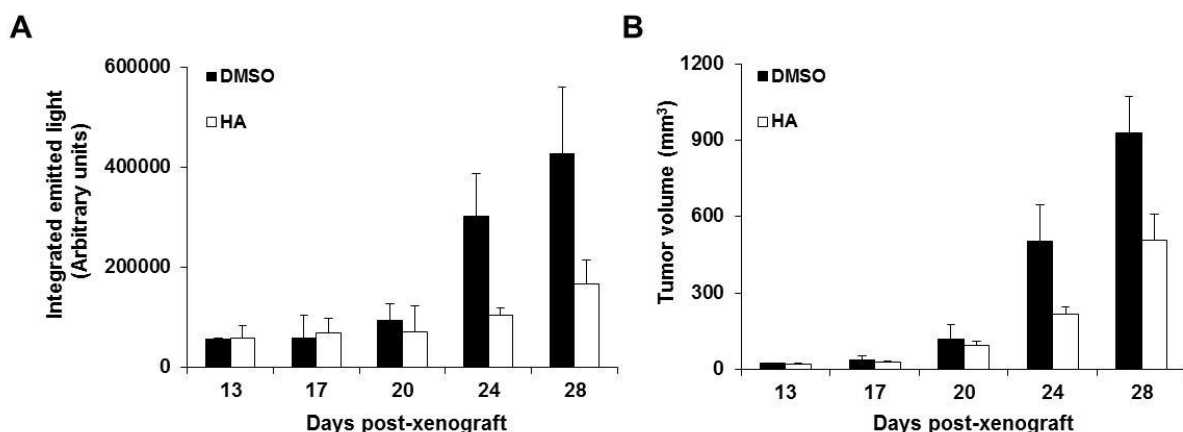 A
Integrated emitted light
(Arbitrary units)
600000
400000
200000
0
DMSO
HA
13 17 20 24 28
Days post-xenograft
B
Tumor volume (mm³)
1200
900
600
300
0
DMSO
HA
13 17 20 24 28
Days post-xenograft